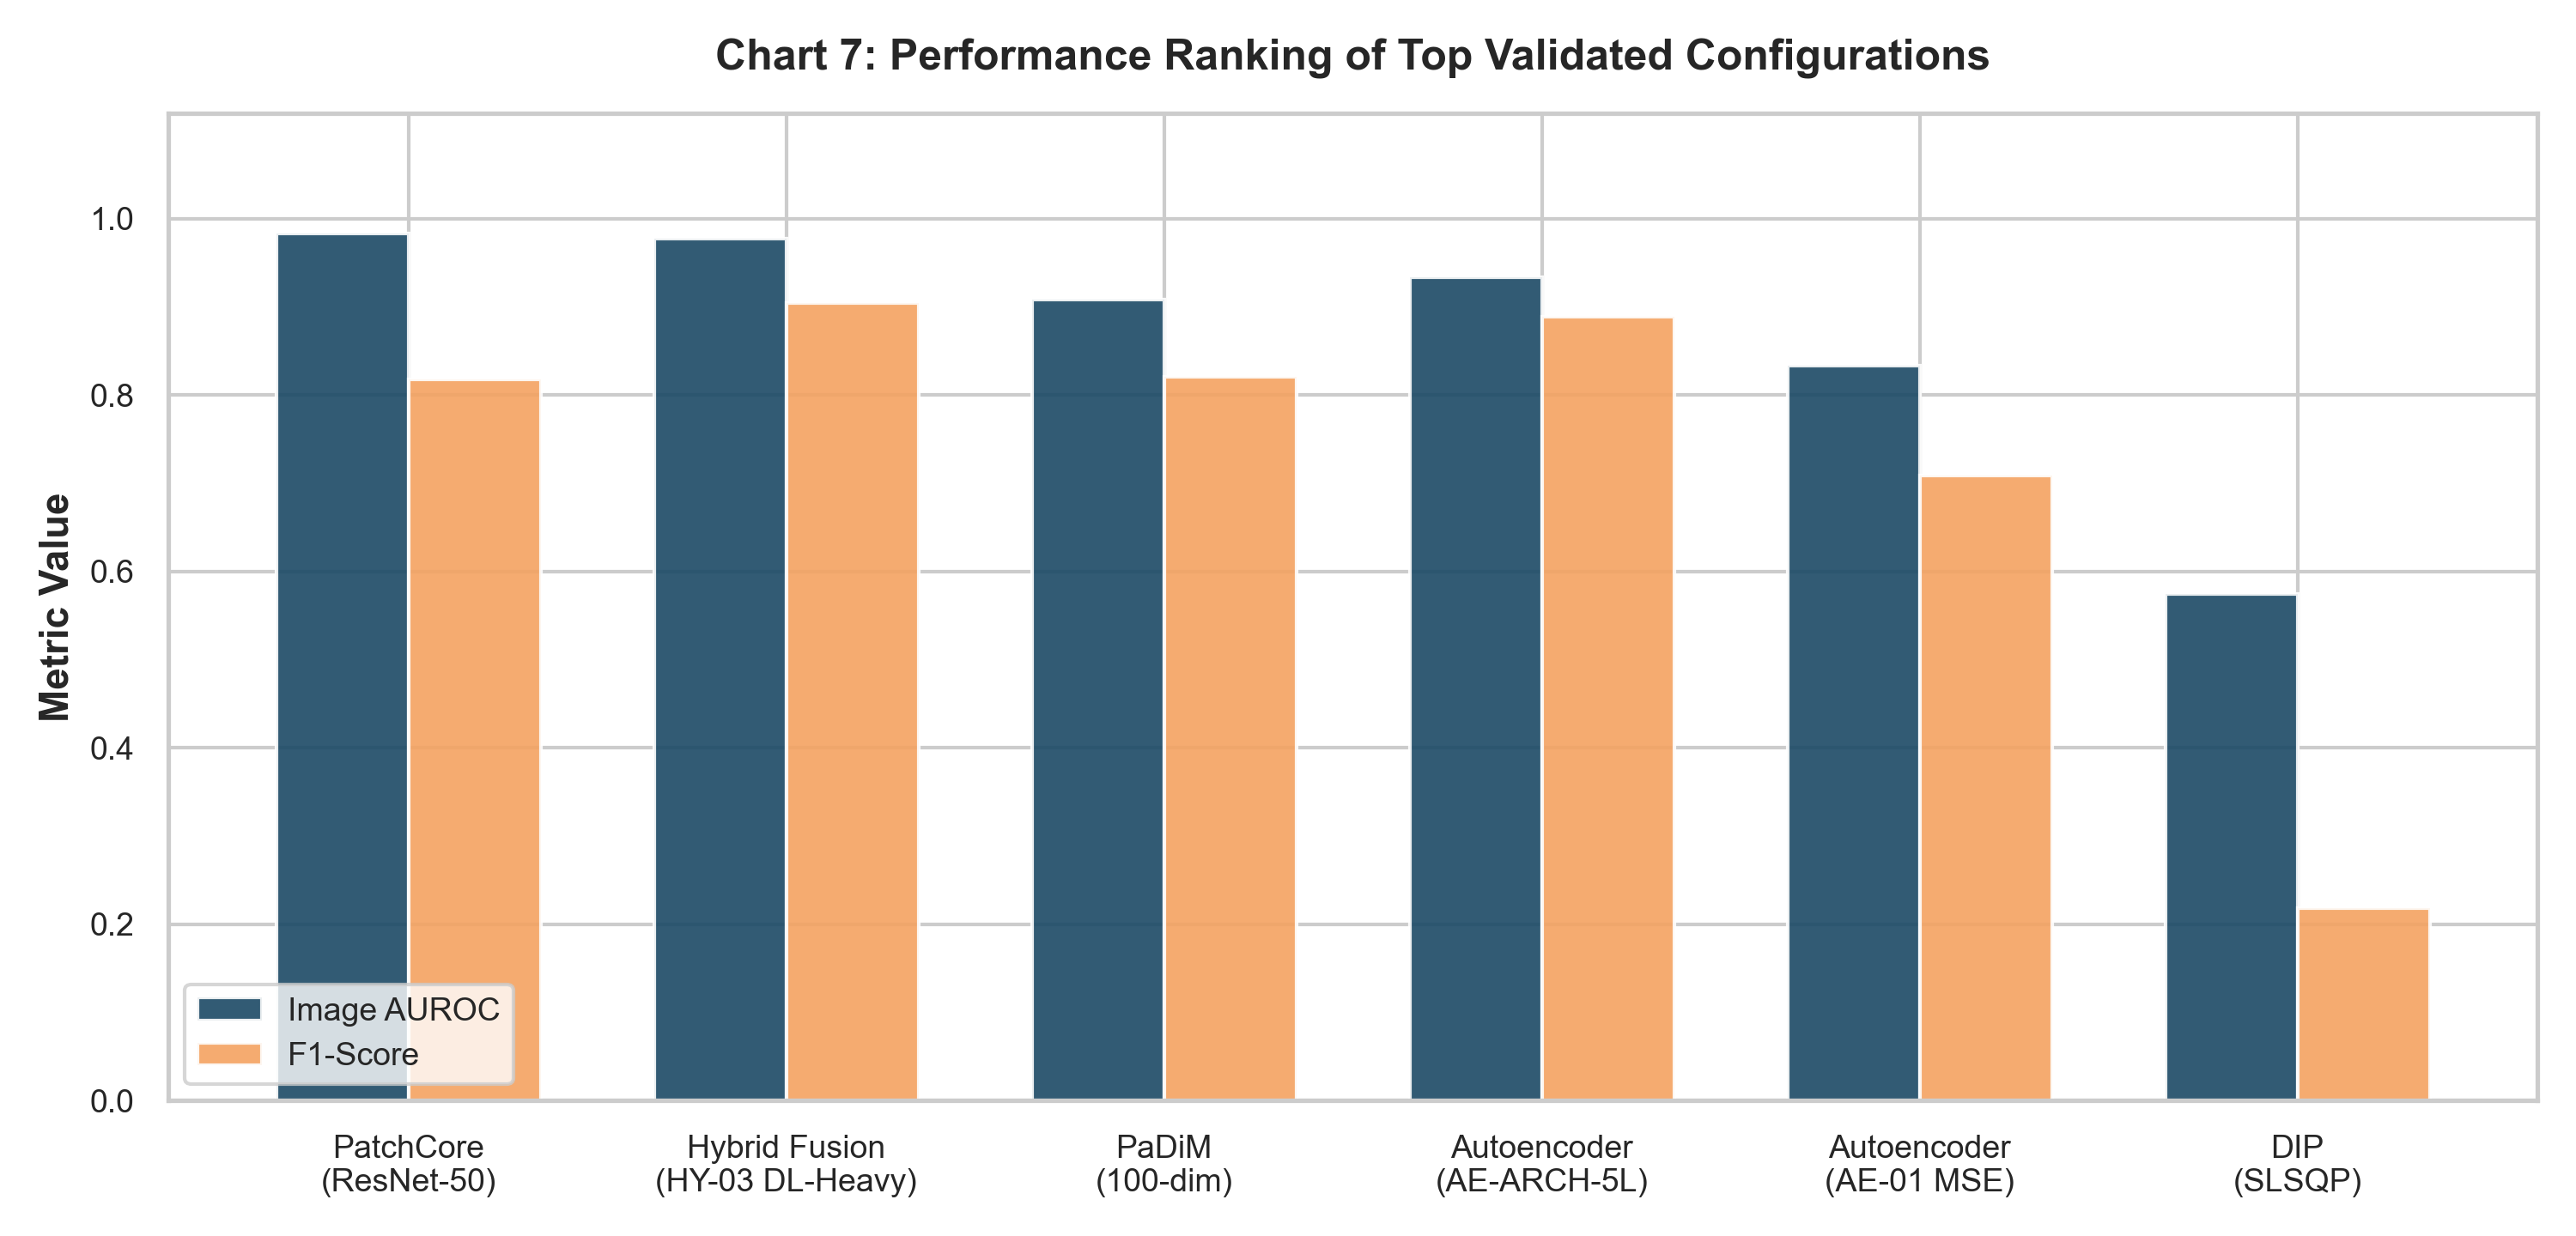 Chart 7: Performance Ranking of Top Validated Configurations
Metric Value
1.0
0.8
0.6
0.4
0.2
0.0
Image AUROC
F1-Score
PatchCore
(ResNet-50)
Hybrid Fusion
(HY-03 DL-Heavy)
PaDiM
(100-dim)
Autoencoder
(AE-ARCH-5L)
Autoencoder
(AE-01 MSE)
DIP
(SLSQP)